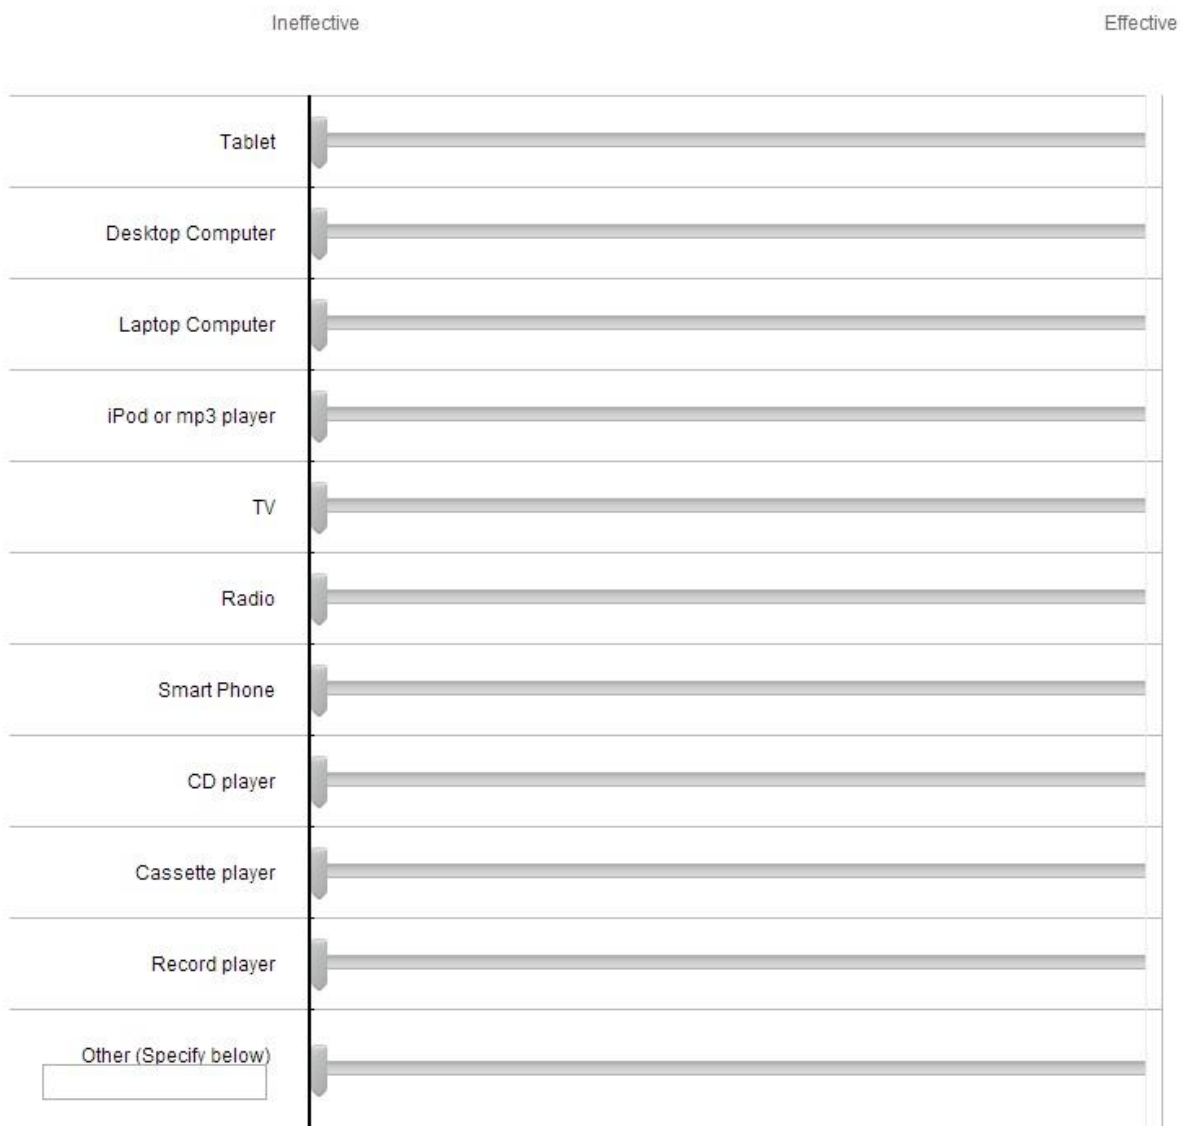 Ineffective Effective
Tablet
Desktop Computer
Laptop Computer
iPod or mp3 player
TV
Radio
Smart Phone
CD player
Cassette player
Record player
Other (Specify below)